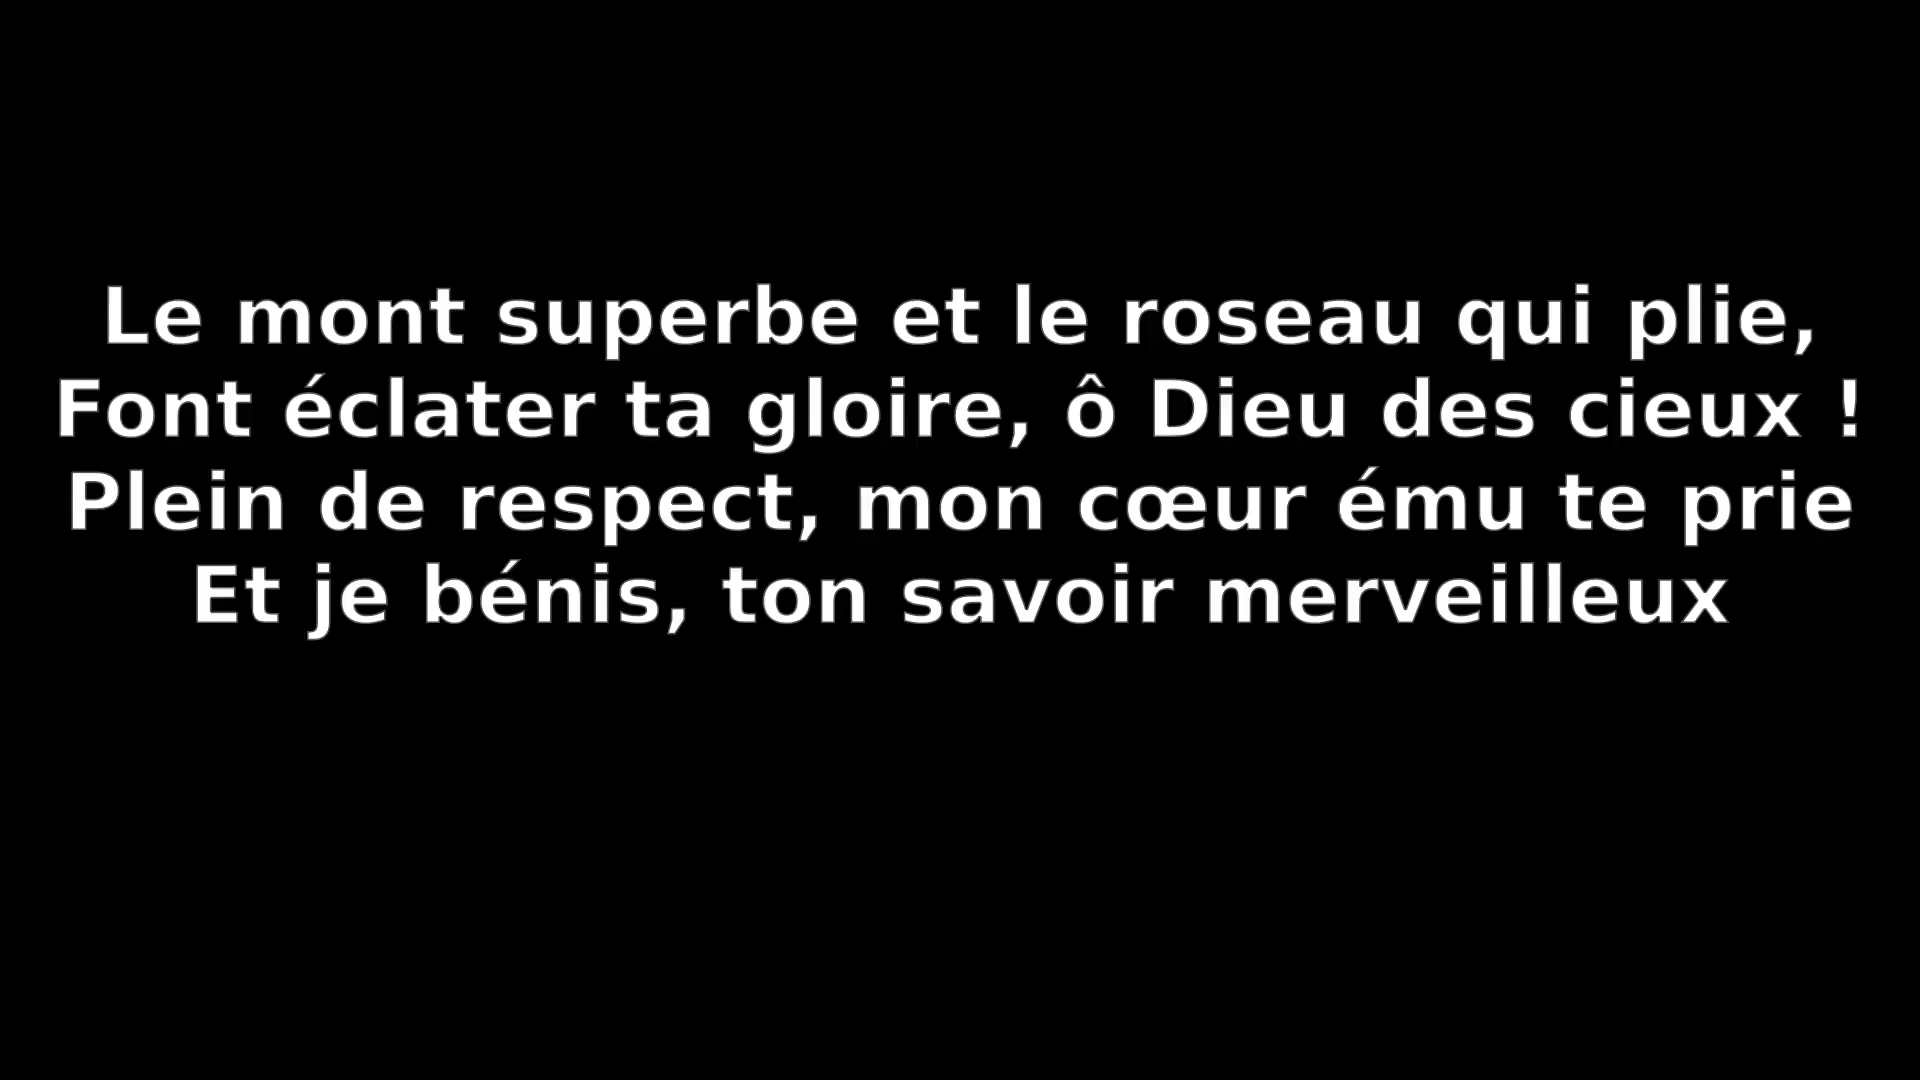 Le mont superbe et le roseau qui plie,
Font éclater ta gloire, ô Dieu des cieux !
Plein de respect, mon cœur ému te prie
Et je bénis, ton savoir merveilleux